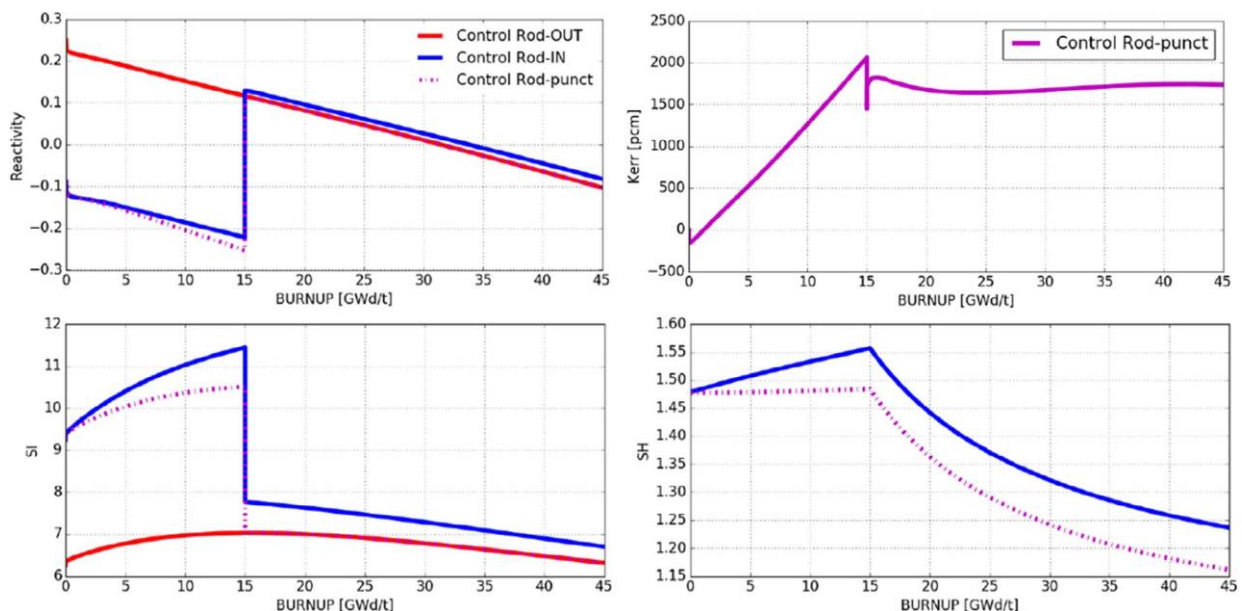 0.3
0.2
0.1
0.0
−0.1
−0.2
−0.3
Reactivity
Control Rod-OUT
Control Rod-IN
Control Rod-punct
0 5 10 15 20 25 30 35 40 45
BURNUP [GWd/t]
2500
2000
1500
1000
500
0
−500
Kerr [pcm]
Control Rod-punct
0 5 10 15 20 25 30 35 40 45
BURNUP [GWd/t]
12
11
10
9
8
7
6
SI
0 5 10 15 20 25 30 35 40 45
BURNUP [GWd/t]
1.60
1.55
1.50
1.45
1.40
1.35
1.30
1.25
1.20
1.15
SH
0 5 10 15 20 25 30 35 40 45
BURNUP [GWd/t]